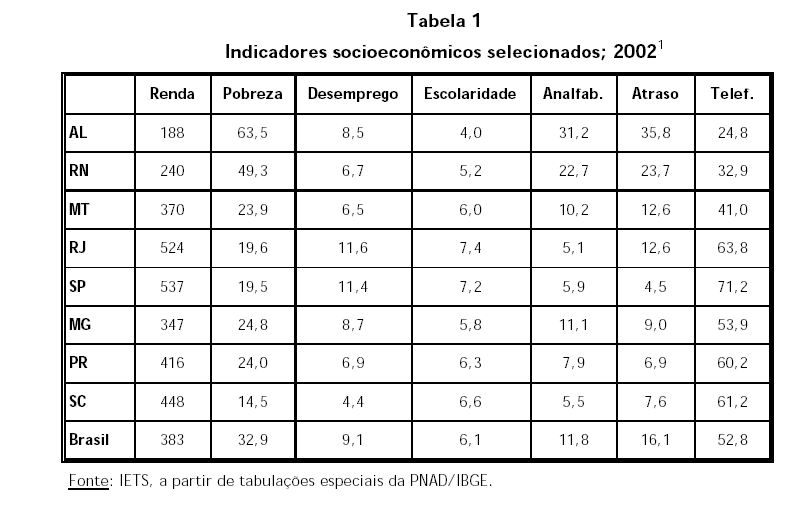 Tabela 1
Indicadores socioeconômicos selecionados; 2002¹
Renda Pobreza Desemprego Escolaridade Analfab. Atraso Telef.
AL 188 63,5 8,5 4,0 31,2 35,8 24,8
RN 240 49,3 6,7 5,2 22,7 23,7 32,9
MT 370 23,9 6,5 6,0 10,2 12,6 41,0
RJ 524 19,6 11,6 7,4 5,1 12,6 63,8
SP 537 19,5 11,4 7,2 5,9 4,5 71,2
MG 347 24,8 8,7 5,8 11,1 9,0 53,9
PR 416 24,0 6,9 6,3 7,9 6,9 60,2
SC 448 14,5 4,4 6,6 5,5 7,6 61,2
Brasil 383 32,9 9,1 6,1 11,8 16,1 52,8
Fonte: IETS, a partir de tabulações especiais da PNAD/IBGE.